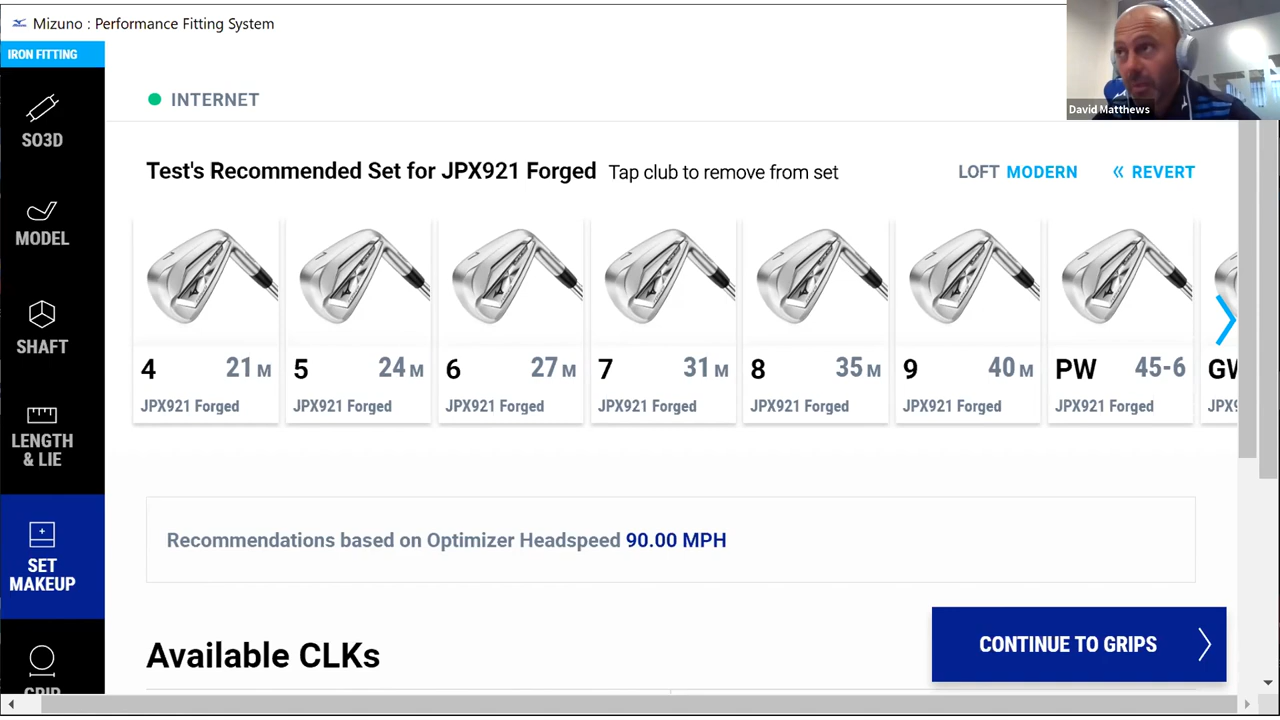 Mizuno : Performance Fitting System
IRON FITTING
David Matthews
INTERNET
SO3D
Test's Recommended Set for JPX921 Forged Tap club to remove from set LOFT MODERN « REVERT
MODEL
SHAFT
4 21 M 5 24 M 6 27 M 7 31 M 8 35 M 9 40 M PW 45-6 GW
JPX921 Forged JPX921 Forged JPX921 Forged JPX921 Forged JPX921 Forged JPX921 Forged JPX921 Forged
LENGTH
& LIE
Recommendations based on Optimizer Headspeed 90.00 MPH
SET
MAKEUP
CONTINUE TO GRIPS
Available CLKs
GRIP